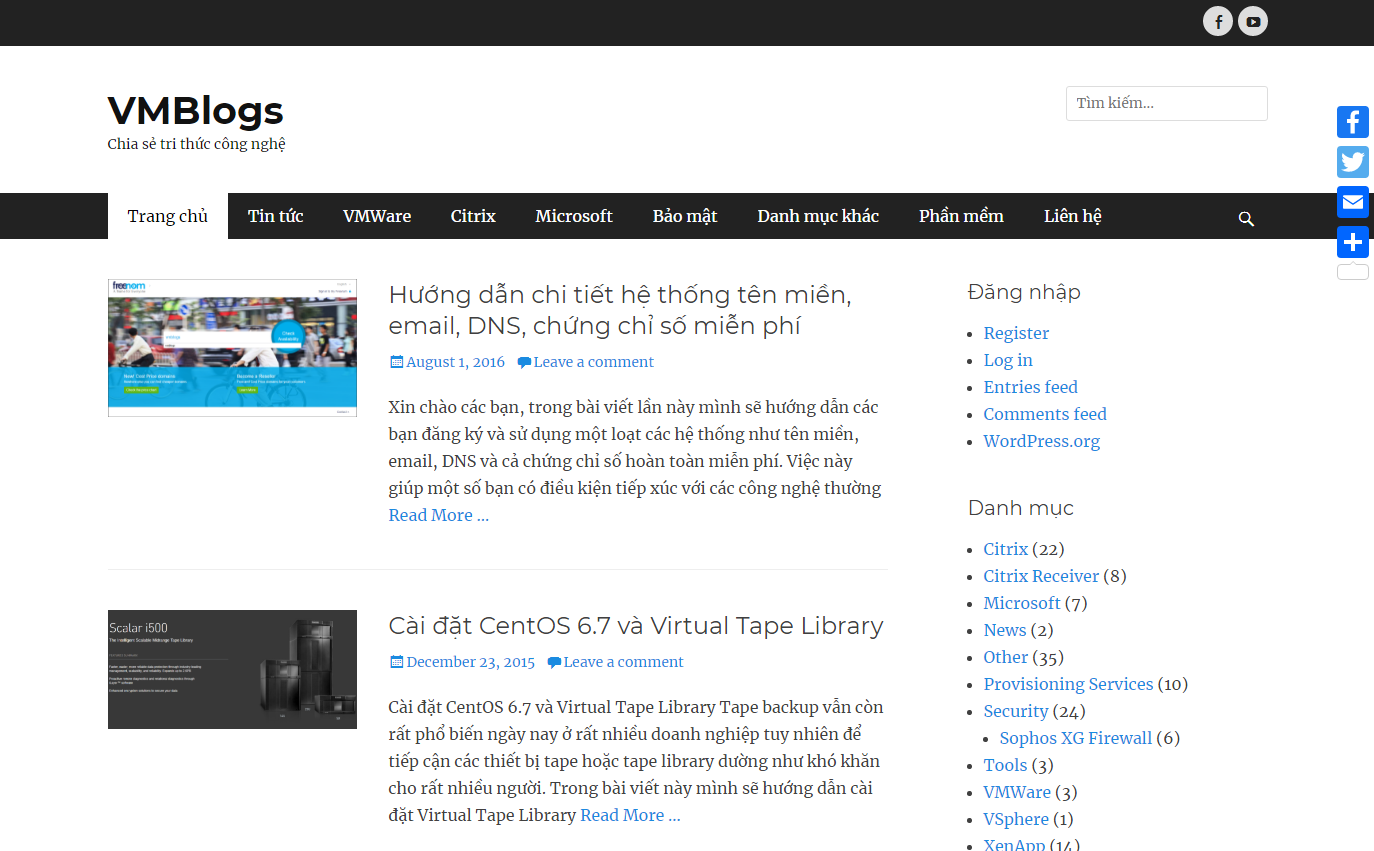 VMBlogs
Chia sẻ tri thức công nghệ
Tìm kiếm...
Trang chủ Tin tức VMWare Citrix Microsoft Bảo mật Danh mục khác Phần mềm Liên hệ
freenom
Hướng dẫn chi tiết hệ thống tên miền,
email, DNS, chứng chỉ số miễn phí
August 1, 2016 Leave a comment
Xin chào các bạn, trong bài viết lần này mình sẽ hướng dẫn các
bạn đăng ký và sử dụng một loạt các hệ thống như tên miền,
email, DNS và cả chứng chỉ số hoàn toàn miễn phí. Việc này
giúp một số bạn có điều kiện tiếp xúc với các công nghệ thường
Read More ...
Scalar i500
The Intelligent Scalable Midrange Tape Library
Cài đặt CentOS 6.7 và Virtual Tape Library
December 23, 2015 Leave a comment
Cài đặt CentOS 6.7 và Virtual Tape Library Tape backup vẫn còn
rất phổ biến ngày nay ở rất nhiều doanh nghiệp tuy nhiên để
tiếp cận các thiết bị tape hoặc tape library dường như khó khăn
cho rất nhiều người. Trong bài viết này mình sẽ hướng dẫn cài
đặt Virtual Tape Library Read More ...
Đăng nhập
Register
Log in
Entries feed
Comments feed
WordPress.org
Danh mục
Citrix (22)
Citrix Receiver (8)
Microsoft (7)
News (2)
Other (35)
Provisioning Services (10)
Security (24)
Sophos XG Firewall (6)
Tools (3)
VMWare (3)
VSphere (1)
XenApp (14)